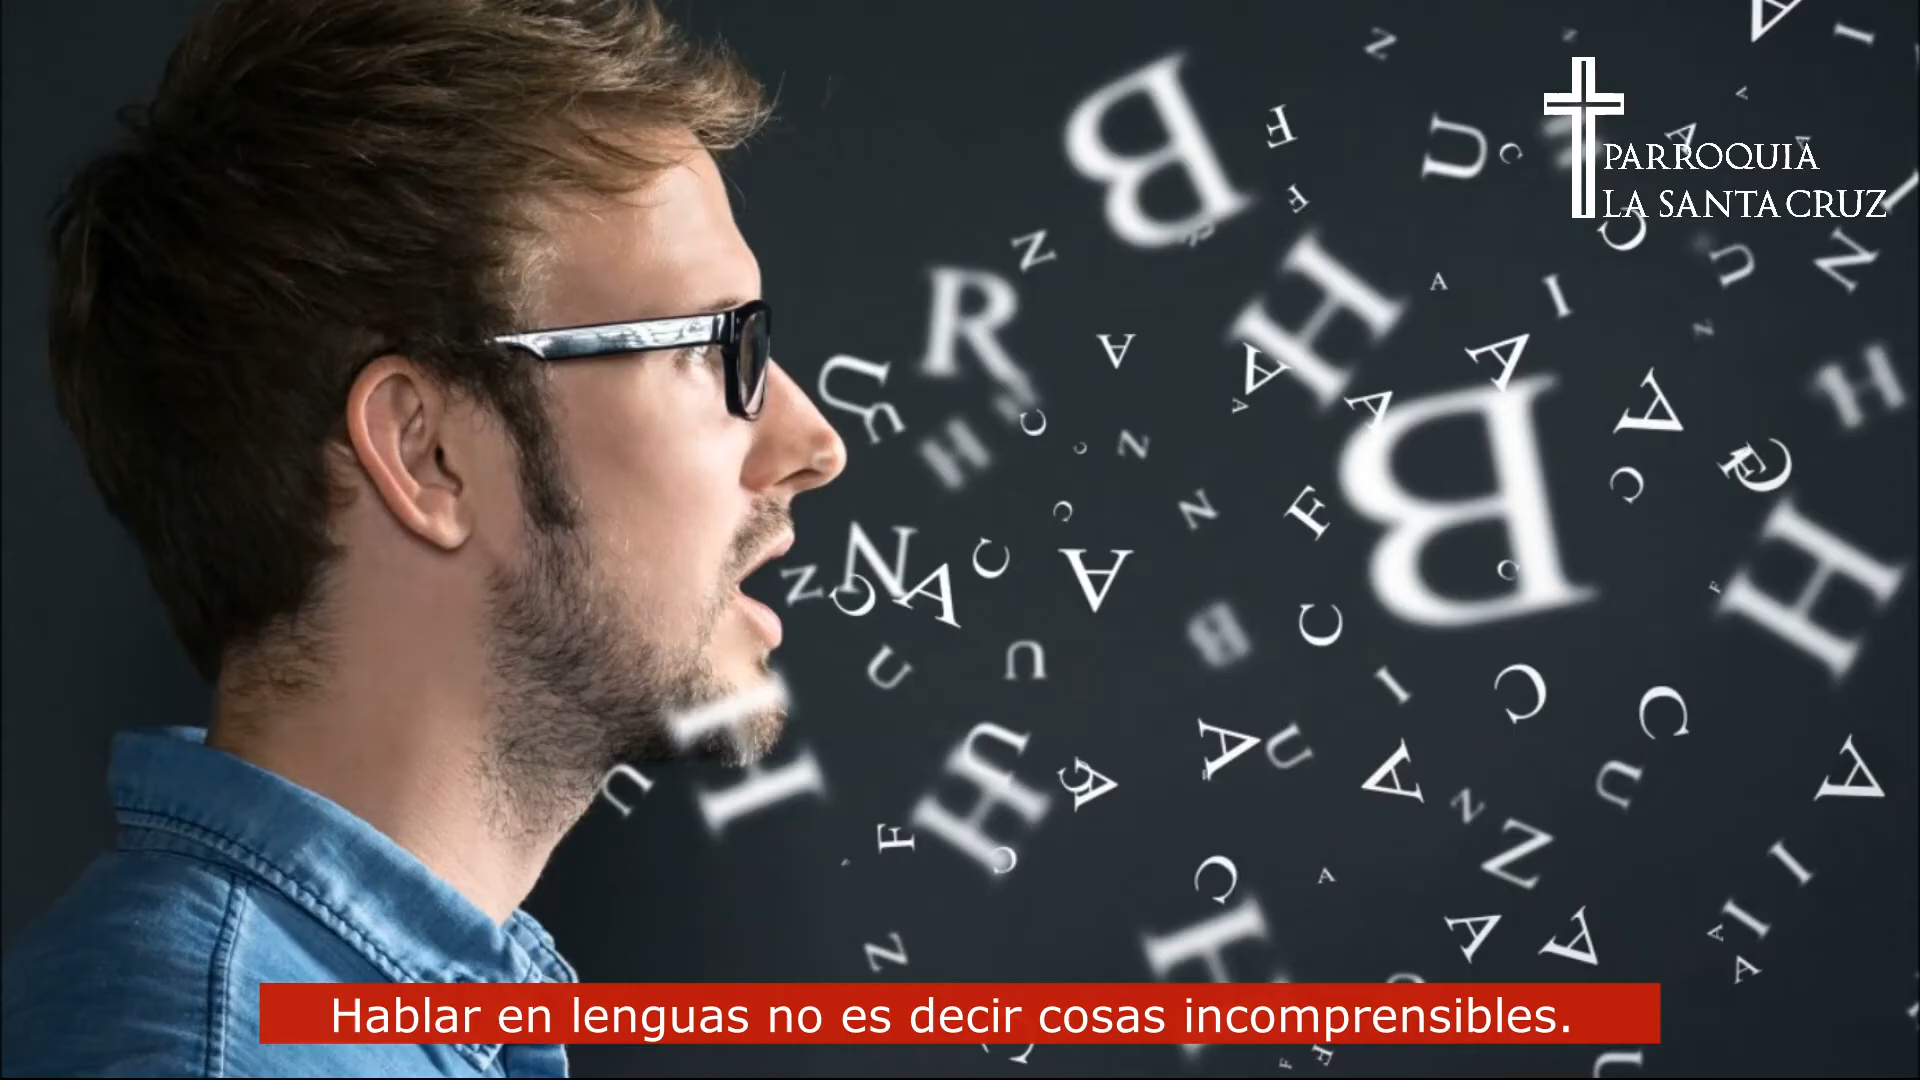 PARROQUIA
LA SANTA CRUZ
Hablar en lenguas no es decir cosas incomprensibles.